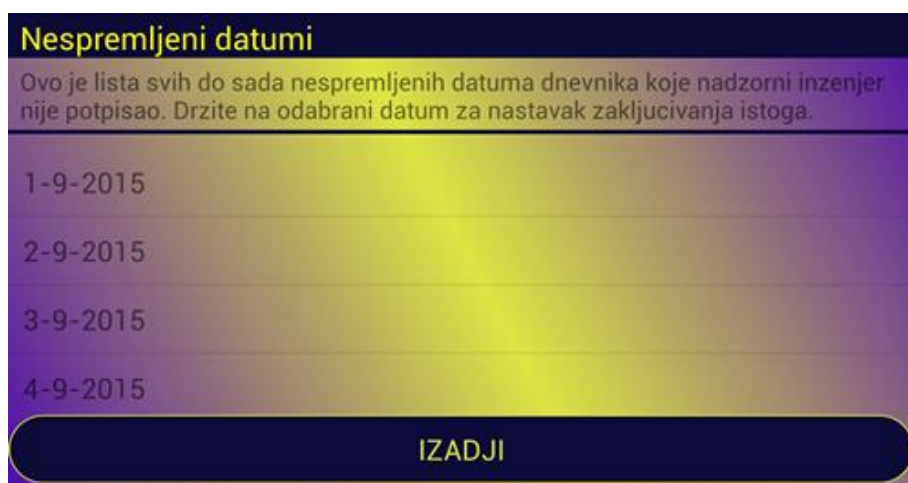 Nespremljeni datumi
Ovo je lista svih do sada nespremljenih datuma dnevnika koje nadzorni inzenjer
nije potpisao. Drzite na odabrani datum za nastavak zakljucivanja istoga.
1-9-2015
2-9-2015
3-9-2015
4-9-2015
IZADJI